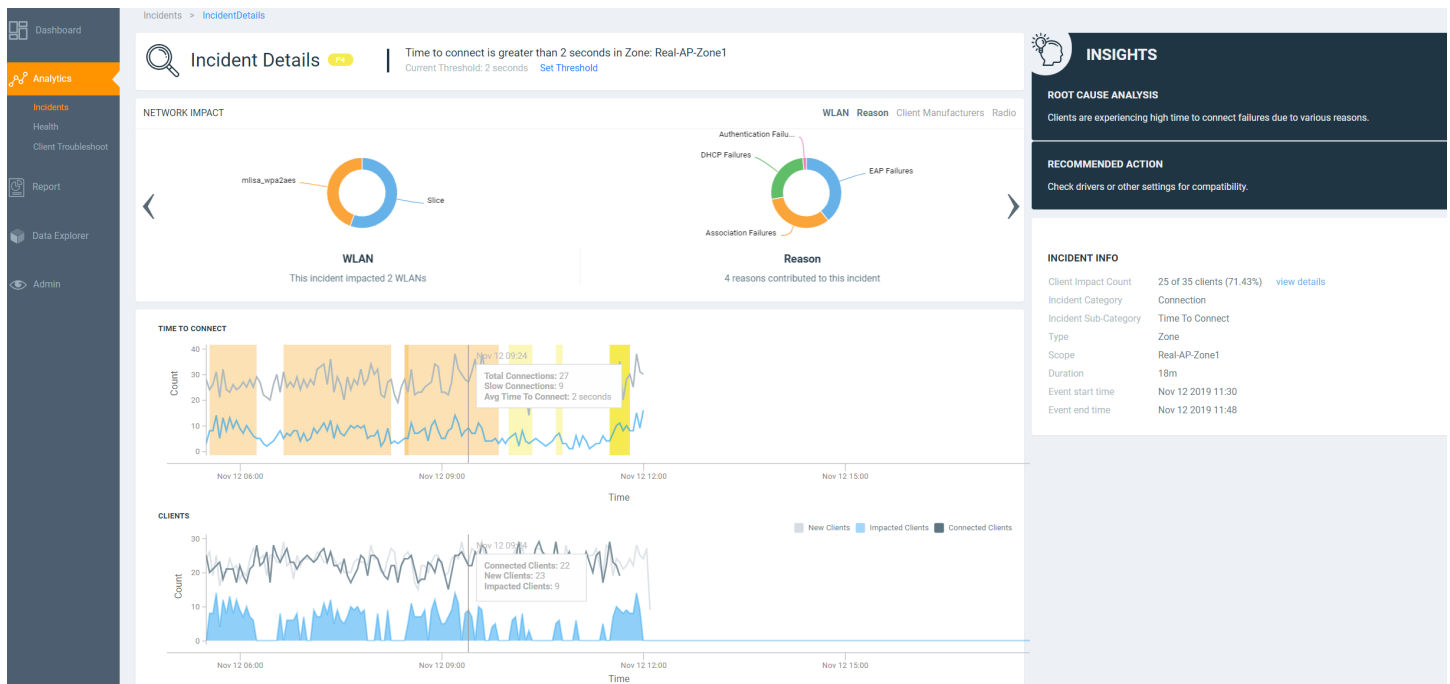 Incidents > IncidentDetails
Dashboard
Analytics
Incidents
Health
Client Troubleshoot
Report
Data Explorer
Admin
Incident Details P4
Time to connect is greater than 2 seconds in Zone: Real-AP-Zone1
Current Threshold: 2 seconds Set Threshold
NETWORK IMPACT
WLAN Reason Client Manufacturers Radio
mlisa_wpa2aes
Slice
WLAN
This incident impacted 2 WLANs
Authentication Failu...
DHCP Failures
EAP Failures
Association Failures
Reason
4 reasons contributed to this incident
TIME TO CONNECT
40
30
20
10
0
Count
Nov 12 09:24
Total Connections: 27
Slow Connections: 9
Avg Time To Connect: 2 seconds
Nov 12 06:00
Nov 12 09:00
Nov 12 12:00
Nov 12 15:00
Time
CLIENTS
New Clients Impacted Clients Connected Clients
30
20
10
0
Count
Nov 12 09:24
Connected Clients: 22
New Clients: 23
Impacted Clients: 9
Nov 12 06:00
Nov 12 09:00
Nov 12 12:00
Nov 12 15:00
Time
INSIGHTS
ROOT CAUSE ANALYSIS
Clients are experiencing high time to connect failures due to various reasons.
RECOMMENDED ACTION
Check drivers or other settings for compatibility.
INCIDENT INFO
Client Impact Count 25 of 35 clients (71.43%) view details
Incident Category Connection
Incident Sub-Category Time To Connect
Type Zone
Scope Real-AP-Zone1
Duration 18m
Event start time Nov 12 2019 11:30
Event end time Nov 12 2019 11:48